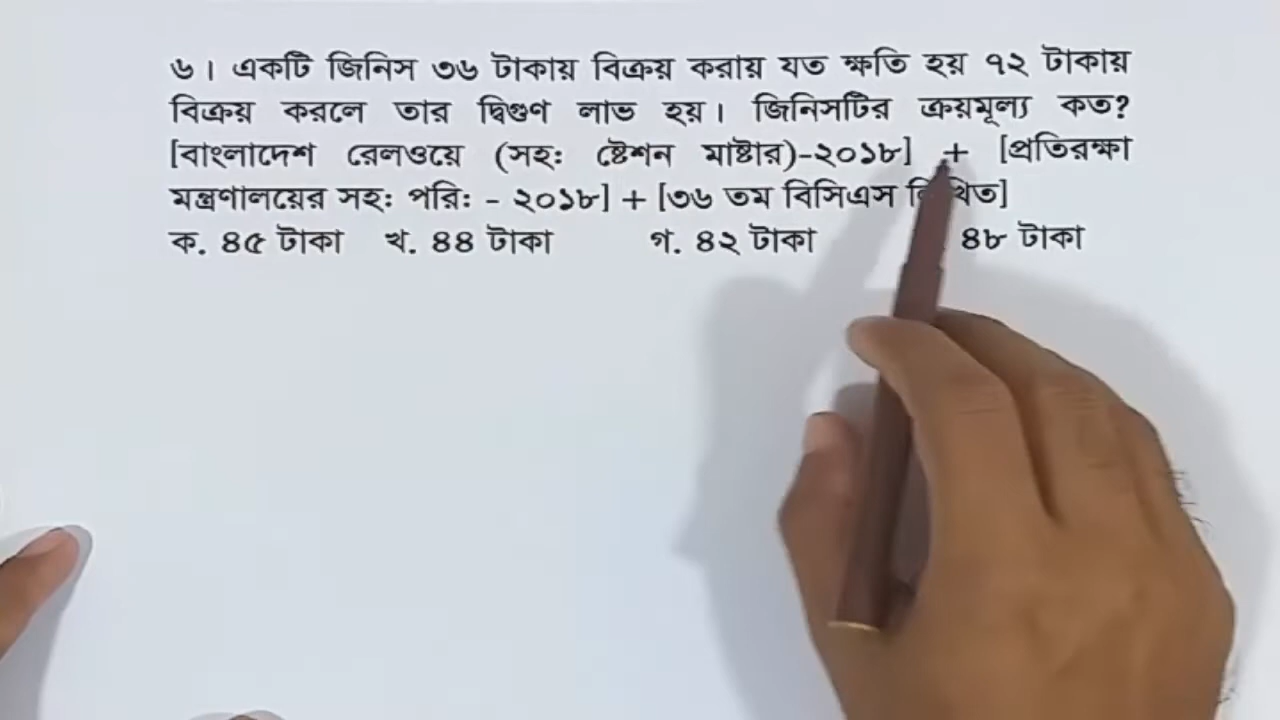 ৬। একটি জিনিস ৩৬ টাকায় বিক্রয় করায় যত ক্ষতি হয় ৭২ টাকায়
বিক্রয় করলে তার দ্বিগুণ লাভ হয়। জিনিসটির ক্রয়মূল্য কত?
[বাংলাদেশ রেলওয়ে (সহঃ ষ্টেশন মাষ্টার)-২০১৮] + [প্রতিরক্ষা
মন্ত্রণালয়ের সহঃ পরিঃ - ২০১৮] + [৩৬ তম বিসিএস
ক. ৪৫ টাকা খ. ৪৪ টাকা গ. ৪২ টাকা ৪৮ টাকা